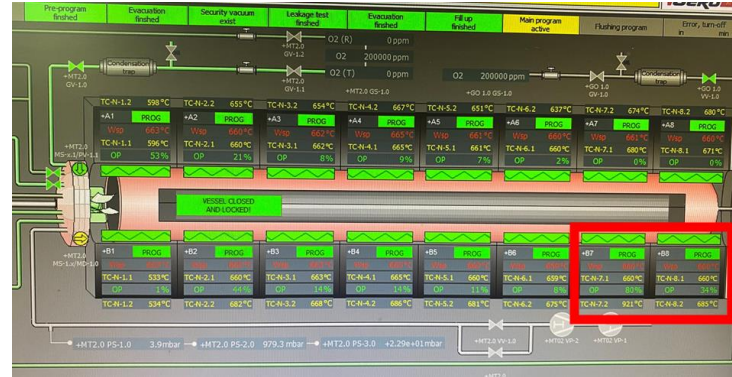 Pre-program finshed
Evacuation finshed
Security vacuum exist
Leakage test finshed
Evacuation finshed
Fill up finshed
Main program active
Flushing program
Error, turn-off
in min
O2 (R) 0 ppm
+MT2.0 GV-1.2
O2 200000 ppm
O2 (T) 0 ppm
+MT2.0 GV-1.1
+MT2.0 GS-1.0
O2 200000 ppm
+GO 1.0 GS-1.0
Condensation trap
+MT2.0 GV-1.0
+GO 1.0 GV-1.0
Condensation trap
+GO 1.0 VV-1.0
TC-N-1.2 598 °C
TC-N-2.2 655 °C
TC-N-3.2 654 °C
TC-N-4.2 667 °C
TC-N-5.2 651 °C
TC-N-6.2 637 °C
TC-N-7.2 674 °C
TC-N-8.2 680 °C
+A1 PROG
+A2 PROG
+A3 PROG
+A4 PROG
+A5 PROG
+A6 PROG
+A7 PROG
+A8 PROG
Wsp 663 °C
Wsp 660 °C
Wsp 662 °C
Wsp 665 °C
Wsp 661 °C
Wsp 660 °C
Wsp 661 °C
Wsp 660 °C
TC-N-1.1 596 °C
TC-N-2.1 660 °C
TC-N-3.1 662 °C
TC-N-4.1 665 °C
TC-N-5.1 661 °C
TC-N-6.1 660 °C
TC-N-7.1 680 °C
TC-N-8.1 671 °C
OP 53 %
OP 21 %
OP 8 %
OP 9 %
OP 7 %
OP 2 %
OP 0 %
OP 0 %
+MT2.0 MS-x.1/PV-1.1
VESSEL CLOSED AND LOCKED!
+MT2.0 MS-1.x/MD-1.0
+B1 PROG
+B2 PROG
+B3 PROG
+B4 PROG
+B5 PROG
+B6 PROG
+B7 PROG
+B8 PROG
TC-N-1.1 533 °C
TC-N-2.1 660 °C
TC-N-3.1 663 °C
TC-N-4.1 665 °C
TC-N-5.1 660 °C
TC-N-6.1 659 °C
TC-N-7.1 660 °C
TC-N-8.1 660 °C
OP 1 %
OP 44 %
OP 14 %
OP 14 %
OP 11 %
OP 8 %
OP 80 %
OP 34 %
TC-N-1.2 534 °C
TC-N-2.2 682 °C
TC-N-3.2 668 °C
TC-N-4.2 686 °C
TC-N-5.2 681 °C
TC-N-6.2 675 °C
TC-N-7.2 921 °C
TC-N-8.2 685 °C
+MT2.0 PS-1.0 3.9 mbar
+MT2.0 PS-2.0 979.3 mbar
+MT2.0 PS-3.0 +2.29e+01 mbar
+MT2.0 VV-1.0
+MT02 VP-2
+MT02 VP-1
+MT2.0